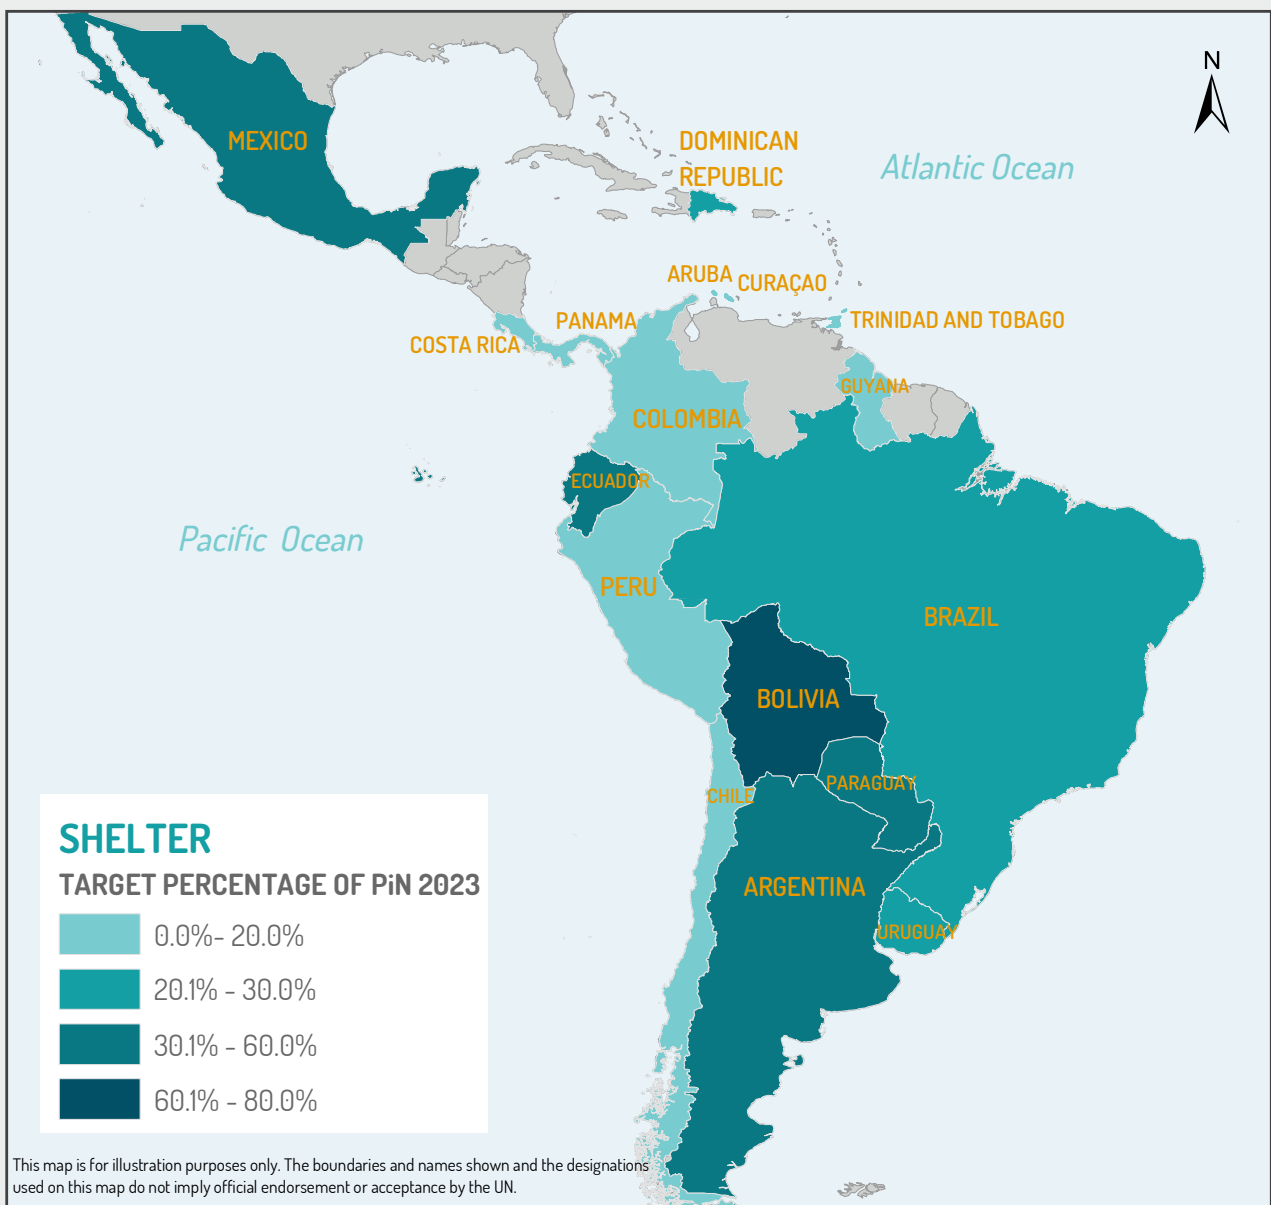 N
MEXICO
DOMINICAN
REPUBLIC
Atlantic Ocean
ARUBA
CURAÇAO
PANAMA
TRINIDAD AND TOBAGO
COSTA RICA
GUYANA
COLOMBIA
ECUADOR
Pacific Ocean
PERU
BRAZIL
BOLIVIA
PARAGUAY
CHILE
ARGENTINA
URUGUAY
SHELTER
TARGET PERCENTAGE OF PiN 2023
0.0%- 20.0%
20.1% - 30.0%
30.1% - 60.0%
60.1% - 80.0%
This map is for illustration purposes only. The boundaries and names shown and the designations
used on this map do not imply official endorsement or acceptance by the UN.